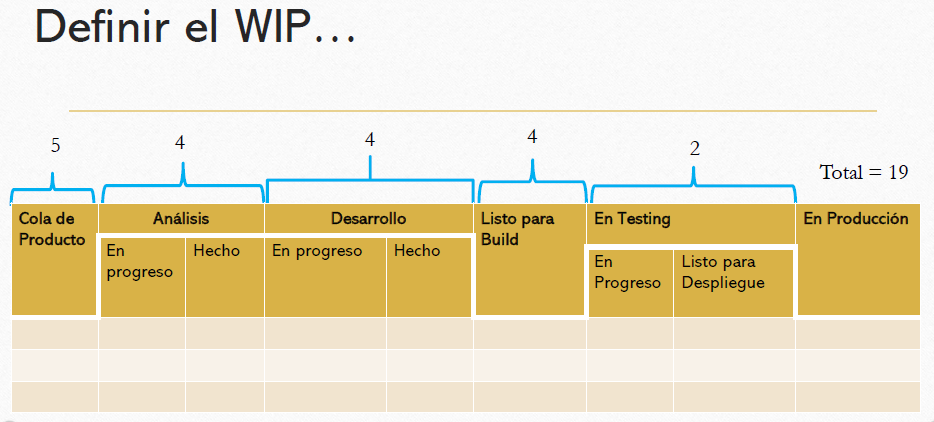 Definir el WIP…
5
4
4
4
2
Total = 19
Cola de
Producto
Análisis
Desarrollo
Listo para
Build
En Testing
En Producción
En
progreso
Hecho
En progreso
Hecho
En
Progreso
Listo para
Despliegue